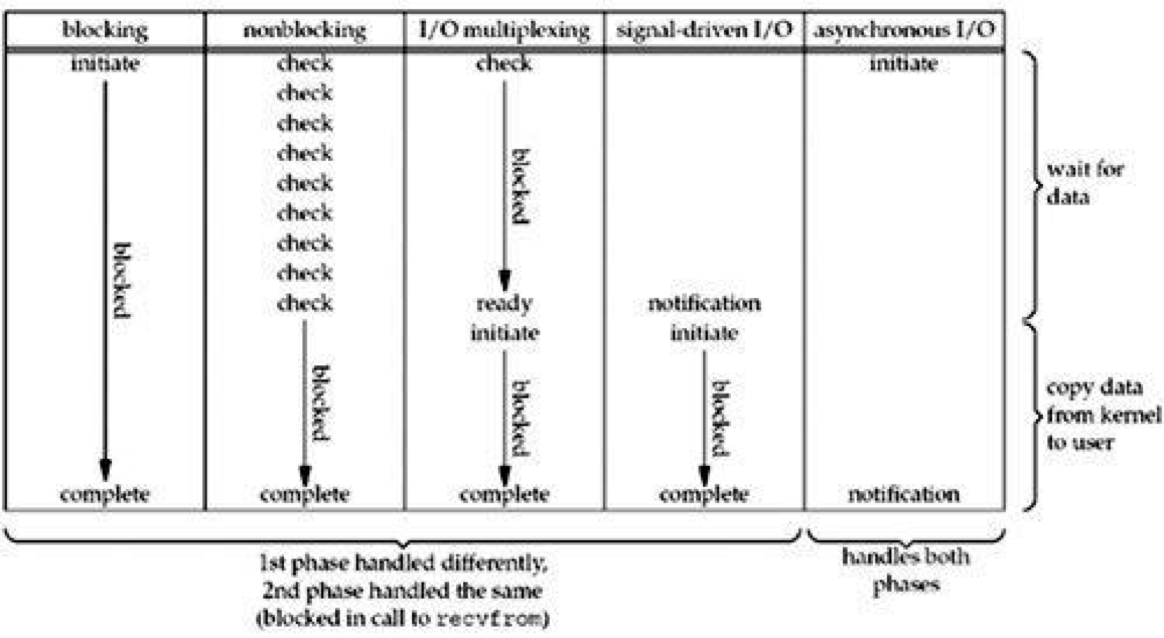 blocking nonblocking I/O multiplexing signal-driven I/O asynchronous I/O
initiate check check initiate
check
check
check
check
check
check
check
check ready notification
initiate initiate
blocked
blocked
blocked
blocked
blocked
complete complete complete complete notification
wait for
data
copy data
from kernel
to user
1st phase handled differently,
2nd phase handled the same
(blocked in call to recvfrom)
handles both
phases